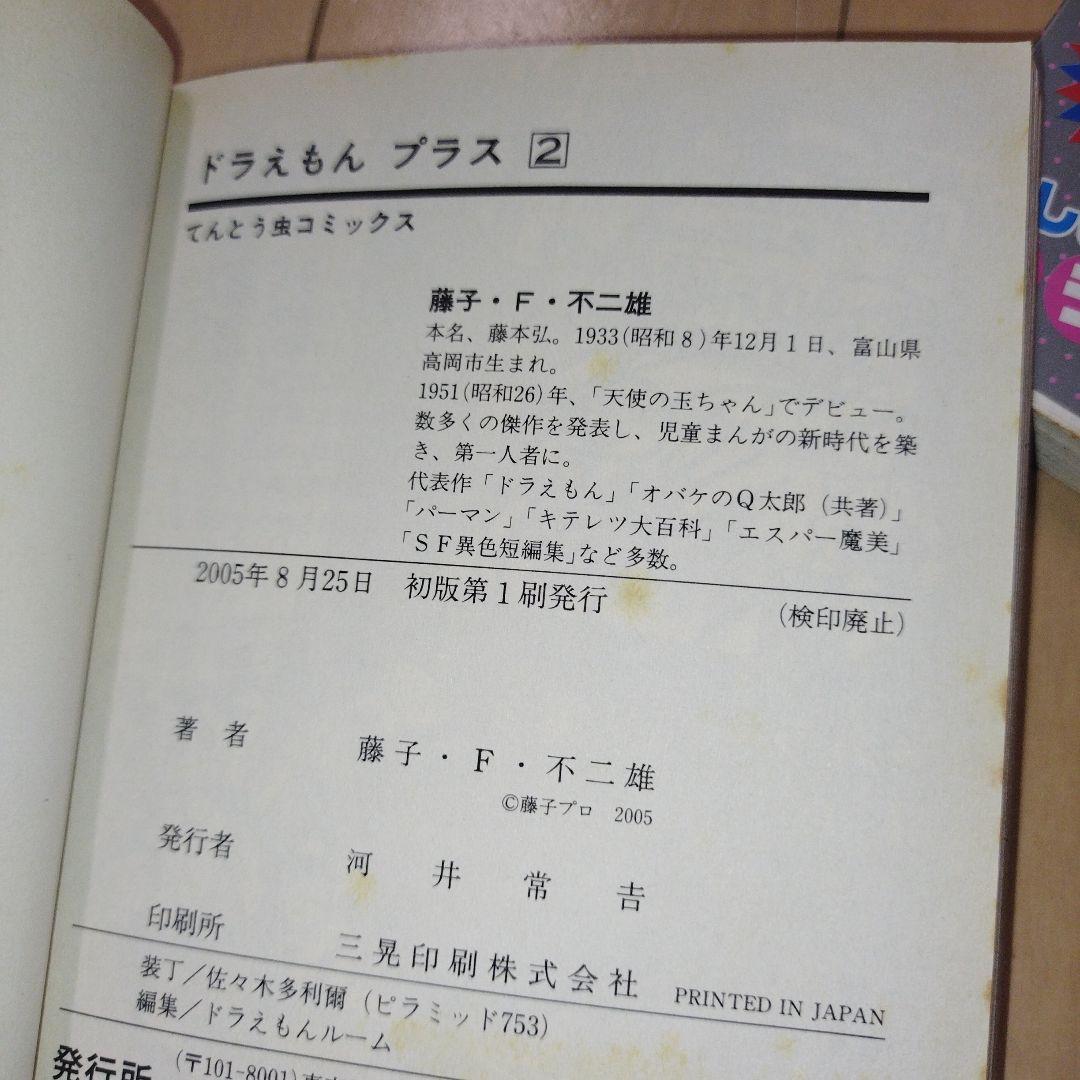 ドラえもん プラス 2
てんとう虫コミックス
藤子・F・不二雄
本名、藤本弘。1933(昭和8)年12月1日、富山県
高岡市生まれ。
1951(昭和26)年、「天使の玉ちゃん」でデビュー。
数多くの傑作を発表し、児童まんがの新時代を築
き、第一人者に。
代表作「ドラえもん」「オバケのQ太郎(共著)」
「パーマン」「キテレツ大百科」「エスパー魔美」
「SF異色短編集」など多数。
2005年8月25日 初版第1刷発行 (検印廃止)
著者 藤子・F・不二雄
©藤子プロ 2005
発行者 河井常吉
印刷所 三晃印刷株式会社 PRINTED IN JAPAN
装丁/佐々木多利爾(ピラミッド753)
編集/ドラえもんルーム
発行所 (〒101-8001)